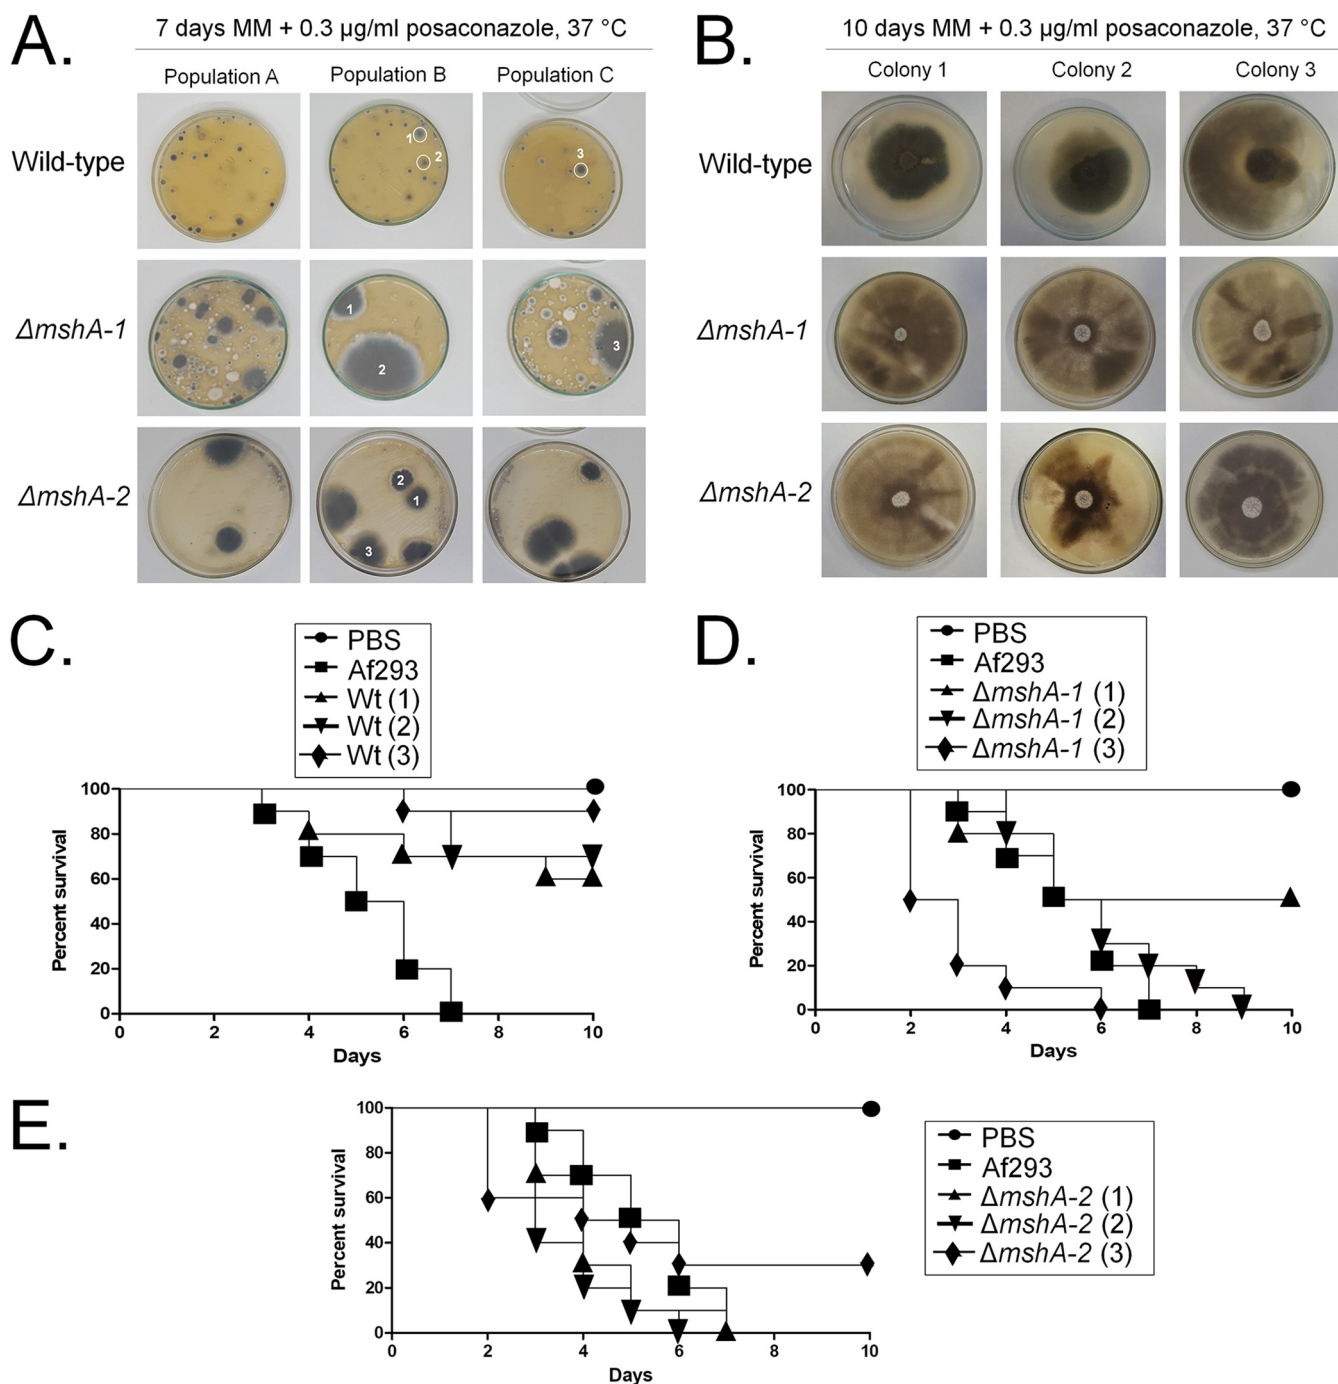 A.
7 days MM + 0.3 µg/ml posaconazole, 37 °C
Population A Population B Population C
Wild-type
1
2
3
ΔmshA-1
1
2
3
ΔmshA-2
2
1
3
B.
10 days MM + 0.3 µg/ml posaconazole, 37 °C
Colony 1 Colony 2 Colony 3
Wild-type
ΔmshA-1
ΔmshA-2
C.
PBS
Af293
Wt (1)
Wt (2)
Wt (3)
Percent survival
100
80
60
40
20
0
0 2 4 6 8 10
Days
D.
PBS
Af293
ΔmshA-1 (1)
ΔmshA-1 (2)
ΔmshA-1 (3)
Percent survival
100
80
60
40
20
0
0 2 4 6 8 10
Days
E.
Percent survival
100
80
60
40
20
0
0 2 4 6 8 10
Days
PBS
Af293
ΔmshA-2 (1)
ΔmshA-2 (2)
ΔmshA-2 (3)